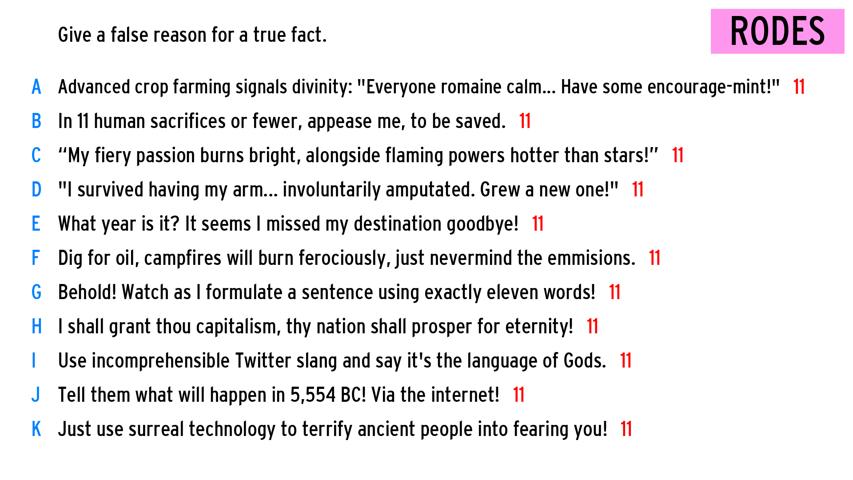 Give a false reason for a true fact.
RODES
A Advanced crop farming signals divinity: "Everyone romaine calm... Have some encourage-mint!" 11
B In 11 human sacrifices or fewer, appease me, to be saved. 11
C “My fiery passion burns bright, alongside flaming powers hotter than stars!” 11
D "I survived having my arm... involuntarily amputated. Grew a new one!" 11
E What year is it? It seems I missed my destination goodbye! 11
F Dig for oil, campfires will burn ferociously, just nevermind the emmisions. 11
G Behold! Watch as I formulate a sentence using exactly eleven words! 11
H I shall grant thou capitalism, thy nation shall prosper for eternity! 11
I Use incomprehensible Twitter slang and say it's the language of Gods. 11
J Tell them what will happen in 5,554 BC! Via the internet! 11
K Just use surreal technology to terrify ancient people into fearing you! 11